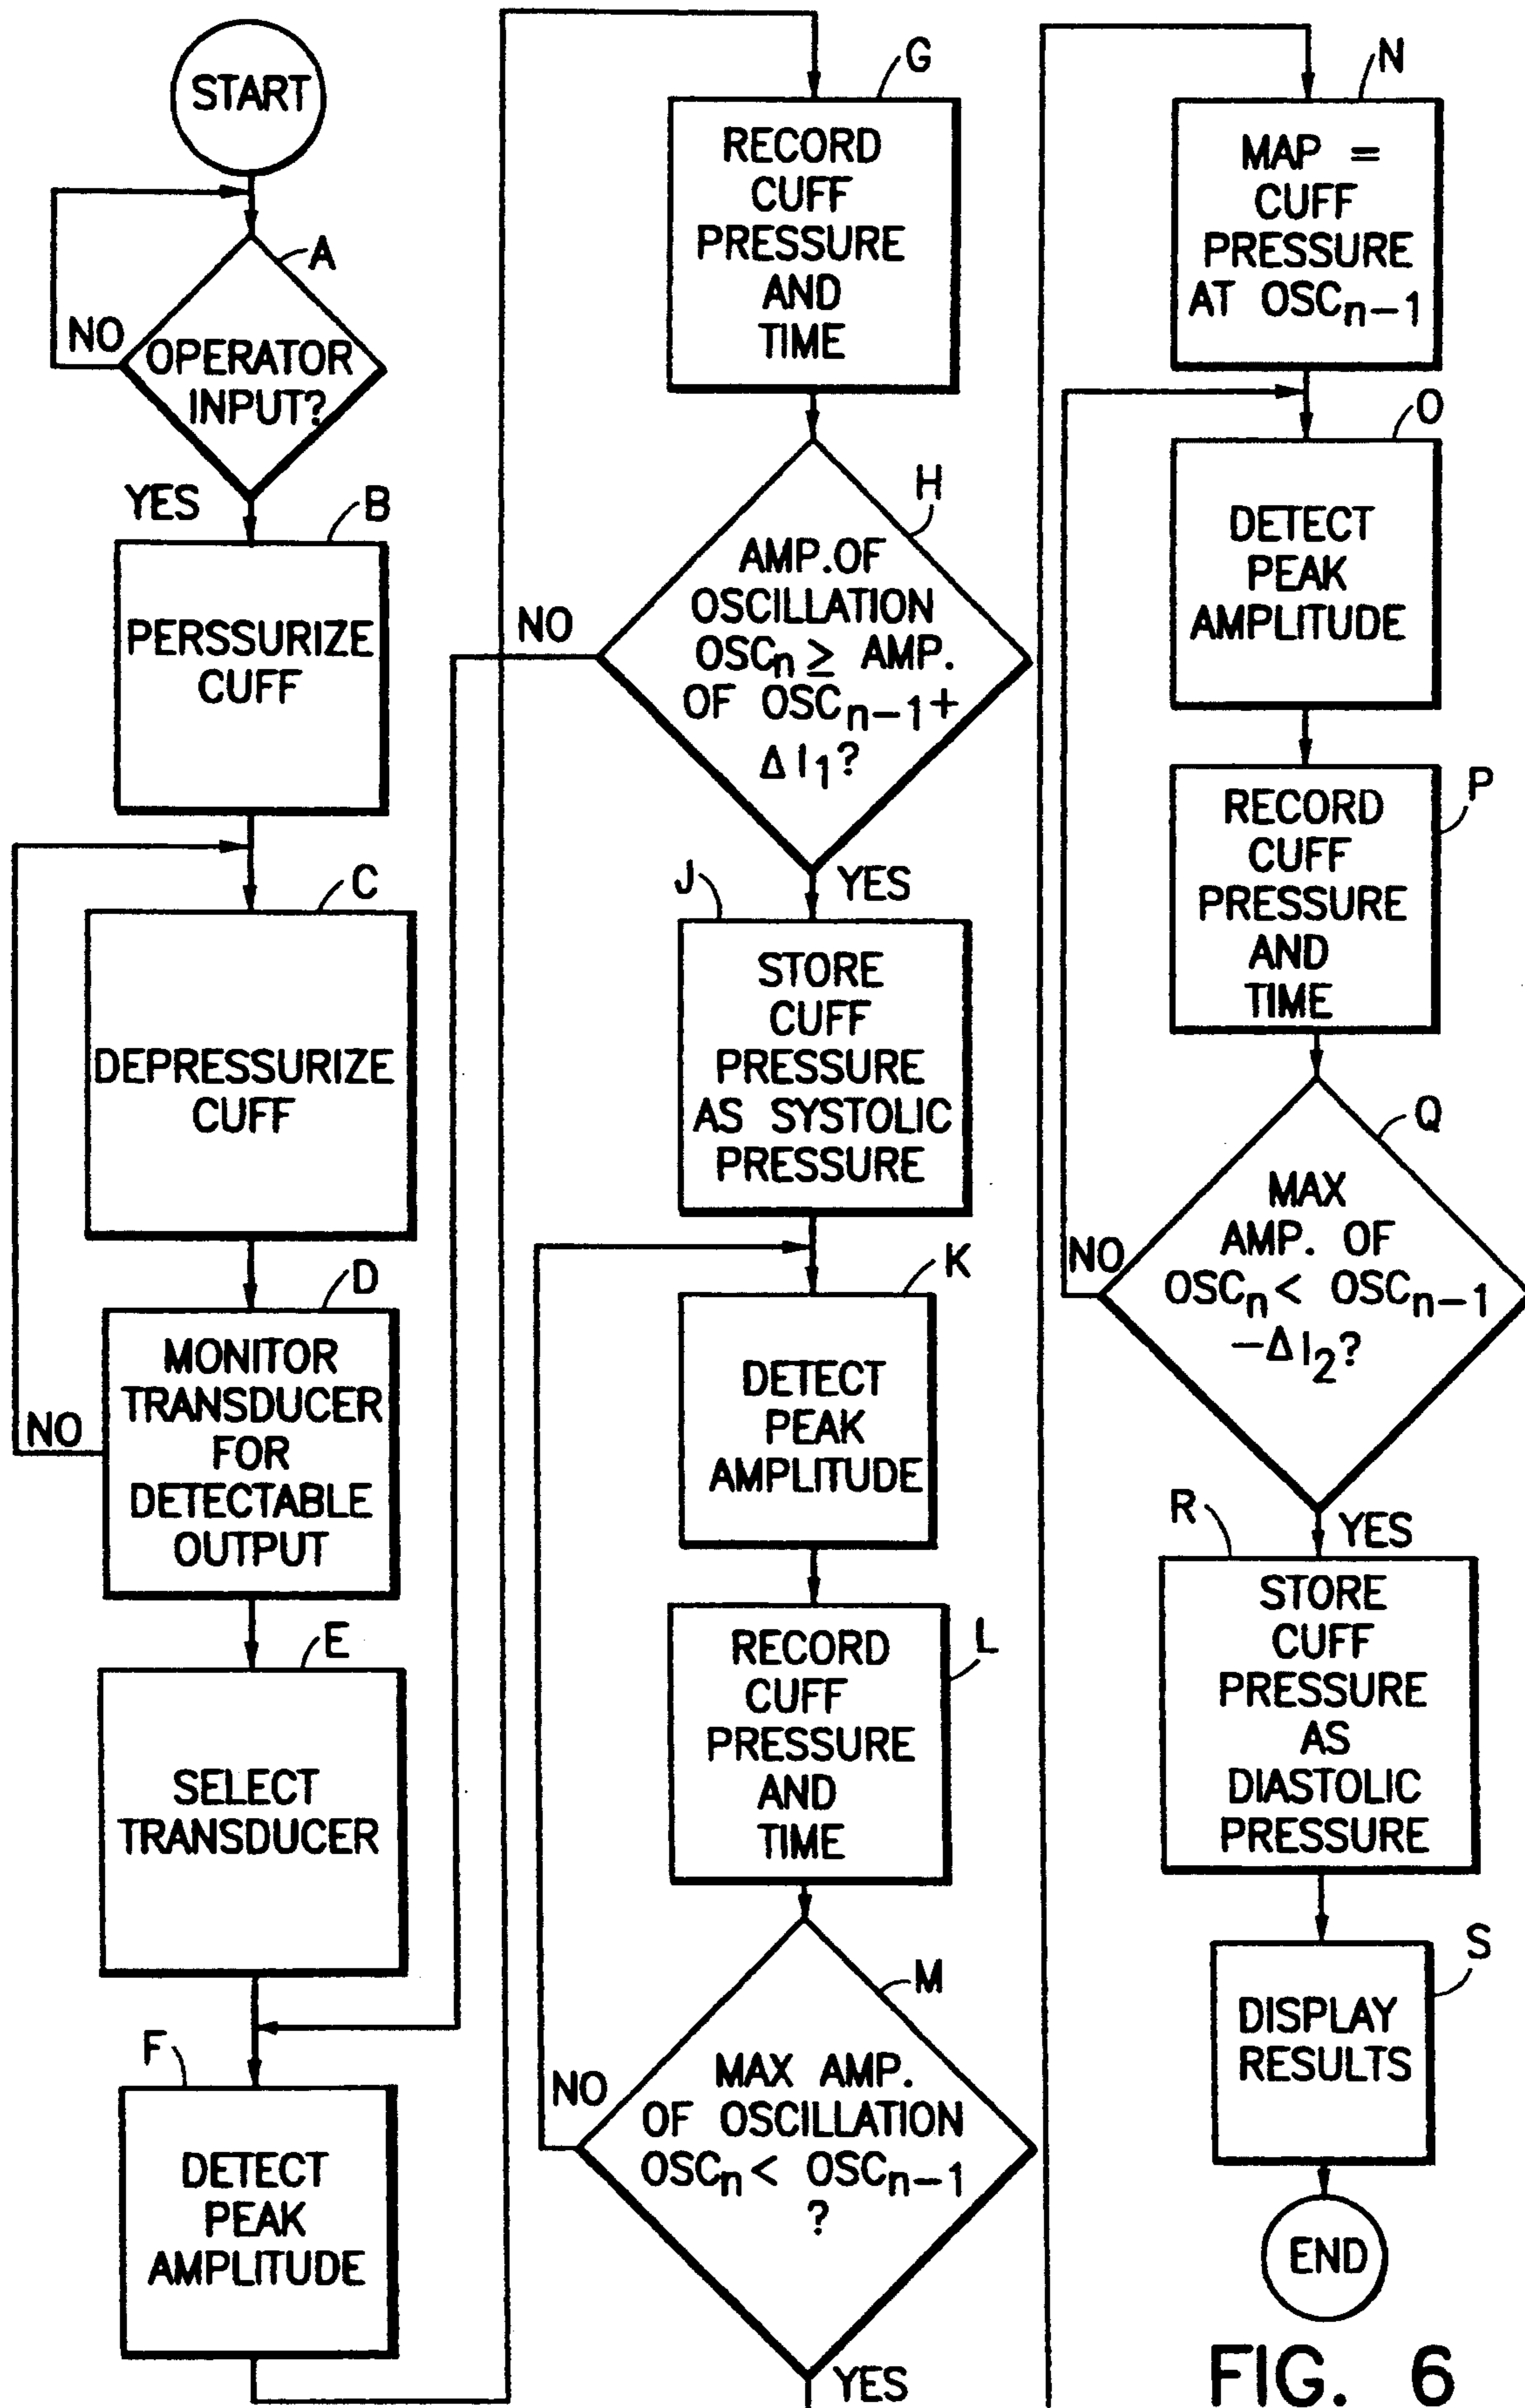 START
A
NO
OPERATOR
INPUT?
YES
B
PERSSURIZE
CUFF
C
DEPRESSURIZE
CUFF
D
NO
MONITOR
TRANSDUCER
FOR
DETECTABLE
OUTPUT
E
SELECT
TRANSDUCER
F
DETECT
PEAK
AMPLITUDE
G
RECORD
CUFF
PRESSURE
AND
TIME
H
NO
AMP.OF
OSCILLATION
OSCn ≥ AMP.
OF OSCn-1+
Δ I1?
YES
J
STORE
CUFF
PRESSURE
AS SYSTOLIC
PRESSURE
K
DETECT
PEAK
AMPLITUDE
L
RECORD
CUFF
PRESSURE
AND
TIME
M
NO
MAX AMP.
OF OSCILLATION
OSCn < OSCn-1
?
YES
N
MAP =
CUFF
PRESSURE
AT OSCn-1
O
DETECT
PEAK
AMPLITUDE
P
RECORD
CUFF
PRESSURE
AND
TIME
Q
NO
MAX
AMP. OF
OSCn < OSCn-1
-Δ I2?
YES
R
STORE
CUFF
PRESSURE
AS
DIASTOLIC
PRESSURE
S
DISPLAY
RESULTS
END
FIG. 6